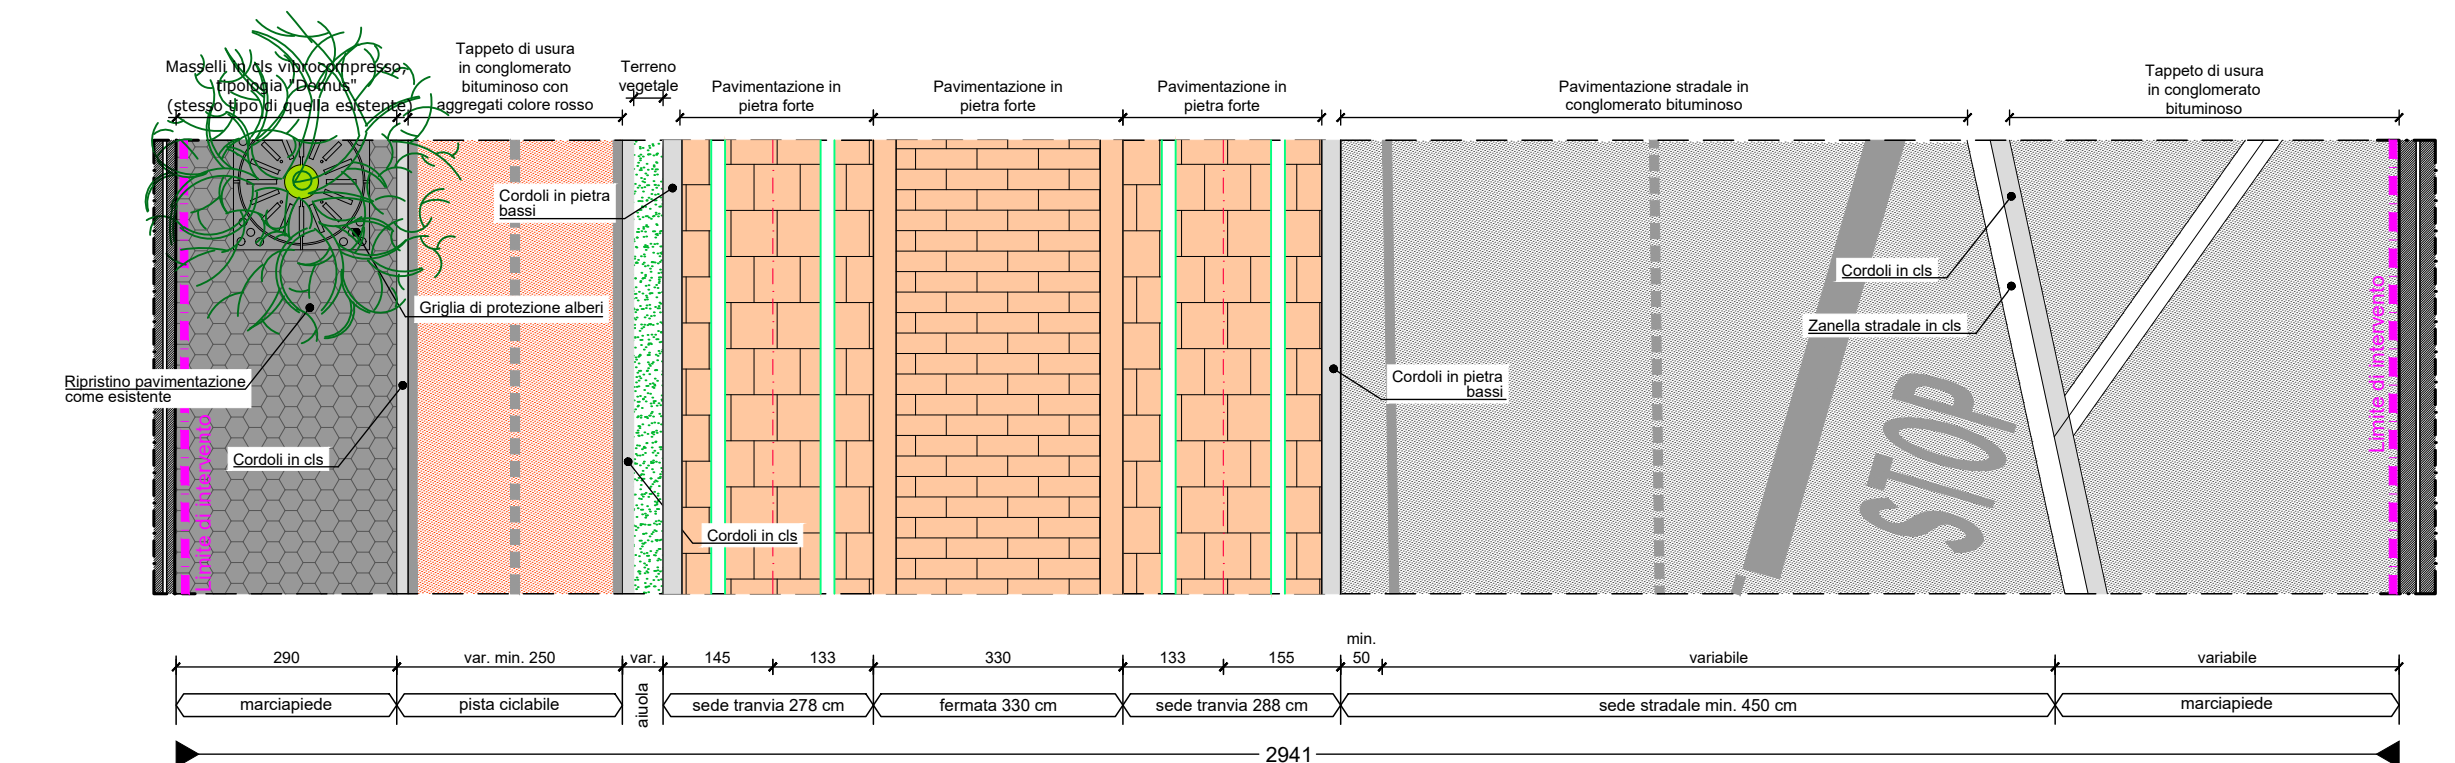 Masselli in cls viprocompresso,
tipologia "Domus"
(stesso tipo di quella esistente)
Tappeto di usura
in conglomerato
bituminoso con
aggregati colore rosso
Terreno
vegetale
Pavimentazione in
pietra forte
Pavimentazione in
pietra forte
Pavimentazione in
pietra forte
Pavimentazione stradale in
conglomerato bituminoso
Tappeto di usura
in conglomerato
bituminoso
Cordoli in pietra
bassi
Griglia di protezione alberi
Ripristino pavimentazione
come esistente
Cordoli in cls
Limite di intervento
Cordoli in cls
Cordoli in pietra
bassi
Cordoli in cls
Zanella stradale in cls
STOP
Limite di intervento
290
var. min. 250
var.
145
133
330
133
155
min.
50
variabile
variabile
marciapiede
pista ciclabile
aiuola
sede tranvia 278 cm
fermata 330 cm
sede tranvia 288 cm
sede stradale min. 450 cm
marciapiede
2941